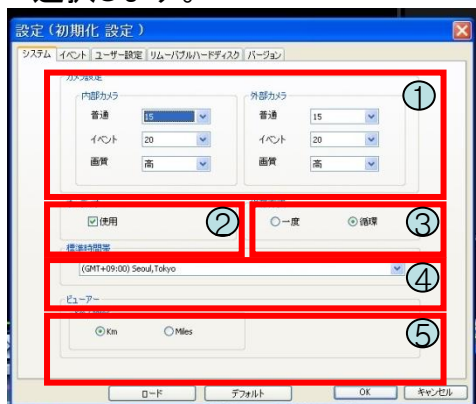 選択します。
設定（初期化 設定）
システム イベント ユーザー設定 リムーバブルハードディスク バージョン
カメラ設定
内部カメラ 外部カメラ
普通 15 普通 15
イベント 20 イベント 20
画質 高 画質 高
①
使用 ② 一度 循環 ③
標準時間帯
(GMT+09:00) Seoul,Tokyo ④
ビューアー
Km Miles ⑤
ロード デフォルト OK キャンセル